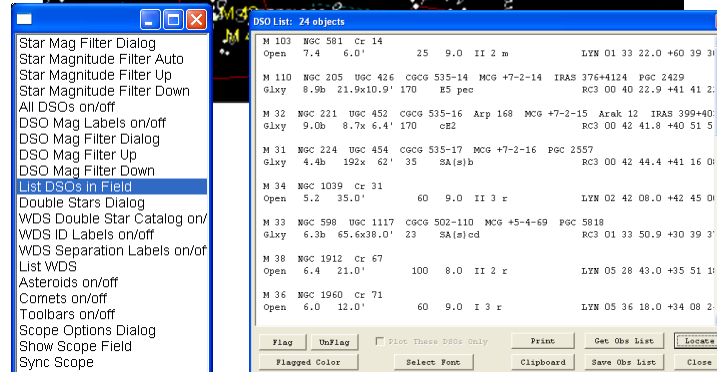 Star Mag Filter Dialog
Star Magnitude Filter Auto
Star Magnitude Filter Up
Star Magnitude Filter Down
All DSOs on/off
DSO Mag Labels on/off
DSO Mag Filter Dialog
DSO Mag Filter Up
DSO Mag Filter Down
List DSOs in Field
Double Stars Dialog
WDS Double Star Catalog on/
WDS ID Labels on/off
WDS Separation Labels on/of
List WDS
Asteroids on/off
Comets on/off
Toolbars on/off
Scope Options Dialog
Show Scope Field
Sync Scope
DSO List: 24 objects
M 103 NGC 581 Cr 14
Open 7.4 6.0' 25 9.0 II 2 m LYN 01 33 22.0 +60 39 30
M 110 NGC 205 UGC 426 CGCG 535-14 MCG +7-2-14 IRAS 376+4124 PGC 2429
Glxy 8.9b 21.9x10.9' 170 E5 pec RC3 00 40 22.9 +41 41 2
M 32 NGC 221 UGC 452 CGCG 535-16 Arp 168 MCG +7-2-15 Arak 12 IRAS 399+40
Glxy 9.0b 8.7x 6.4' 170 cE2 RC3 00 42 41.8 +40 51 5
M 31 NGC 224 UGC 454 CGCG 535-17 MCG +7-2-16 PGC 2557
Glxy 4.4b 192x 62' 35 SA(s)b RC3 00 42 44.4 +41 16 0
M 34 NGC 1039 Cr 31
Open 5.2 35.0' 60 9.0 II 3 r LYN 02 42 08.0 +42 45 0
M 33 NGC 598 UGC 1117 CGCG 502-110 MCG +5-4-69 PGC 5818
Glxy 6.3b 65.6x38.0' 23 SA(s)cd RC3 01 33 50.9 +30 39 3
M 38 NGC 1912 Cr 67
Open 6.4 21.0' 100 8.0 II 2 r LYN 05 28 43.0 +35 51 1
M 36 NGC 1960 Cr 71
Open 6.0 12.0' 60 9.0 I 3 r LYN 05 36 18.0 +34 08 2
Flag UnFlag Plot These DSOs Only Print Get Obs List Locate
Flagged Color Select Font Clipboard Save Obs List Close